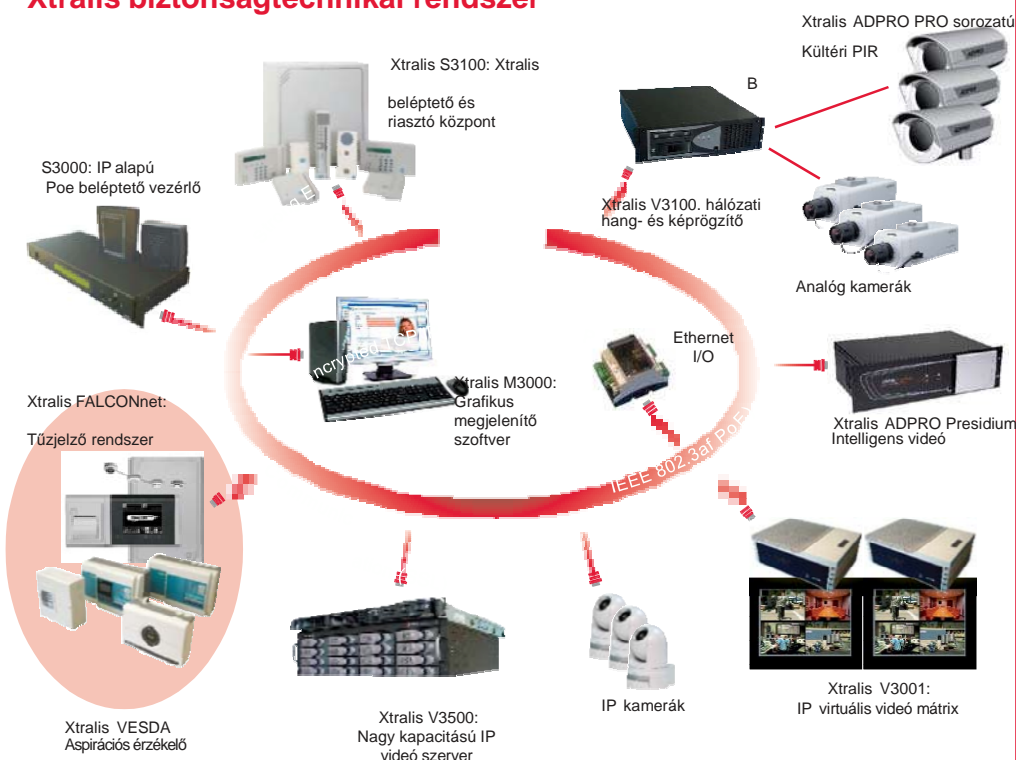 Xtralis biztonságtechnikai rendszer
Xtralis ADPRO PRO sorozatú
Kültéri PIR
Xtralis S3100: Xtralis
beléptető és
riasztó központ
B
S3000: IP alapú
Poe beléptető vezérlő
Xtralis V3100. hálózati
hang- és képrögzítő
Analóg kamerák
Ethernet
I/O
ncrypted TCP
Xtralis M3000:
Grafikus
megjelenítő
szoftver
IEEE 802.3af PoE
Xtralis FALCONnet:
Tűzjelző rendszer
Xtralis ADPRO Presidium
Intelligens videó
Xtralis VESDA
Aspirációs érzékelő
Xtralis V3500:
Nagy kapacitású IP
videó szerver
IP kamerák
Xtralis V3001:
IP virtuális videó mátrix